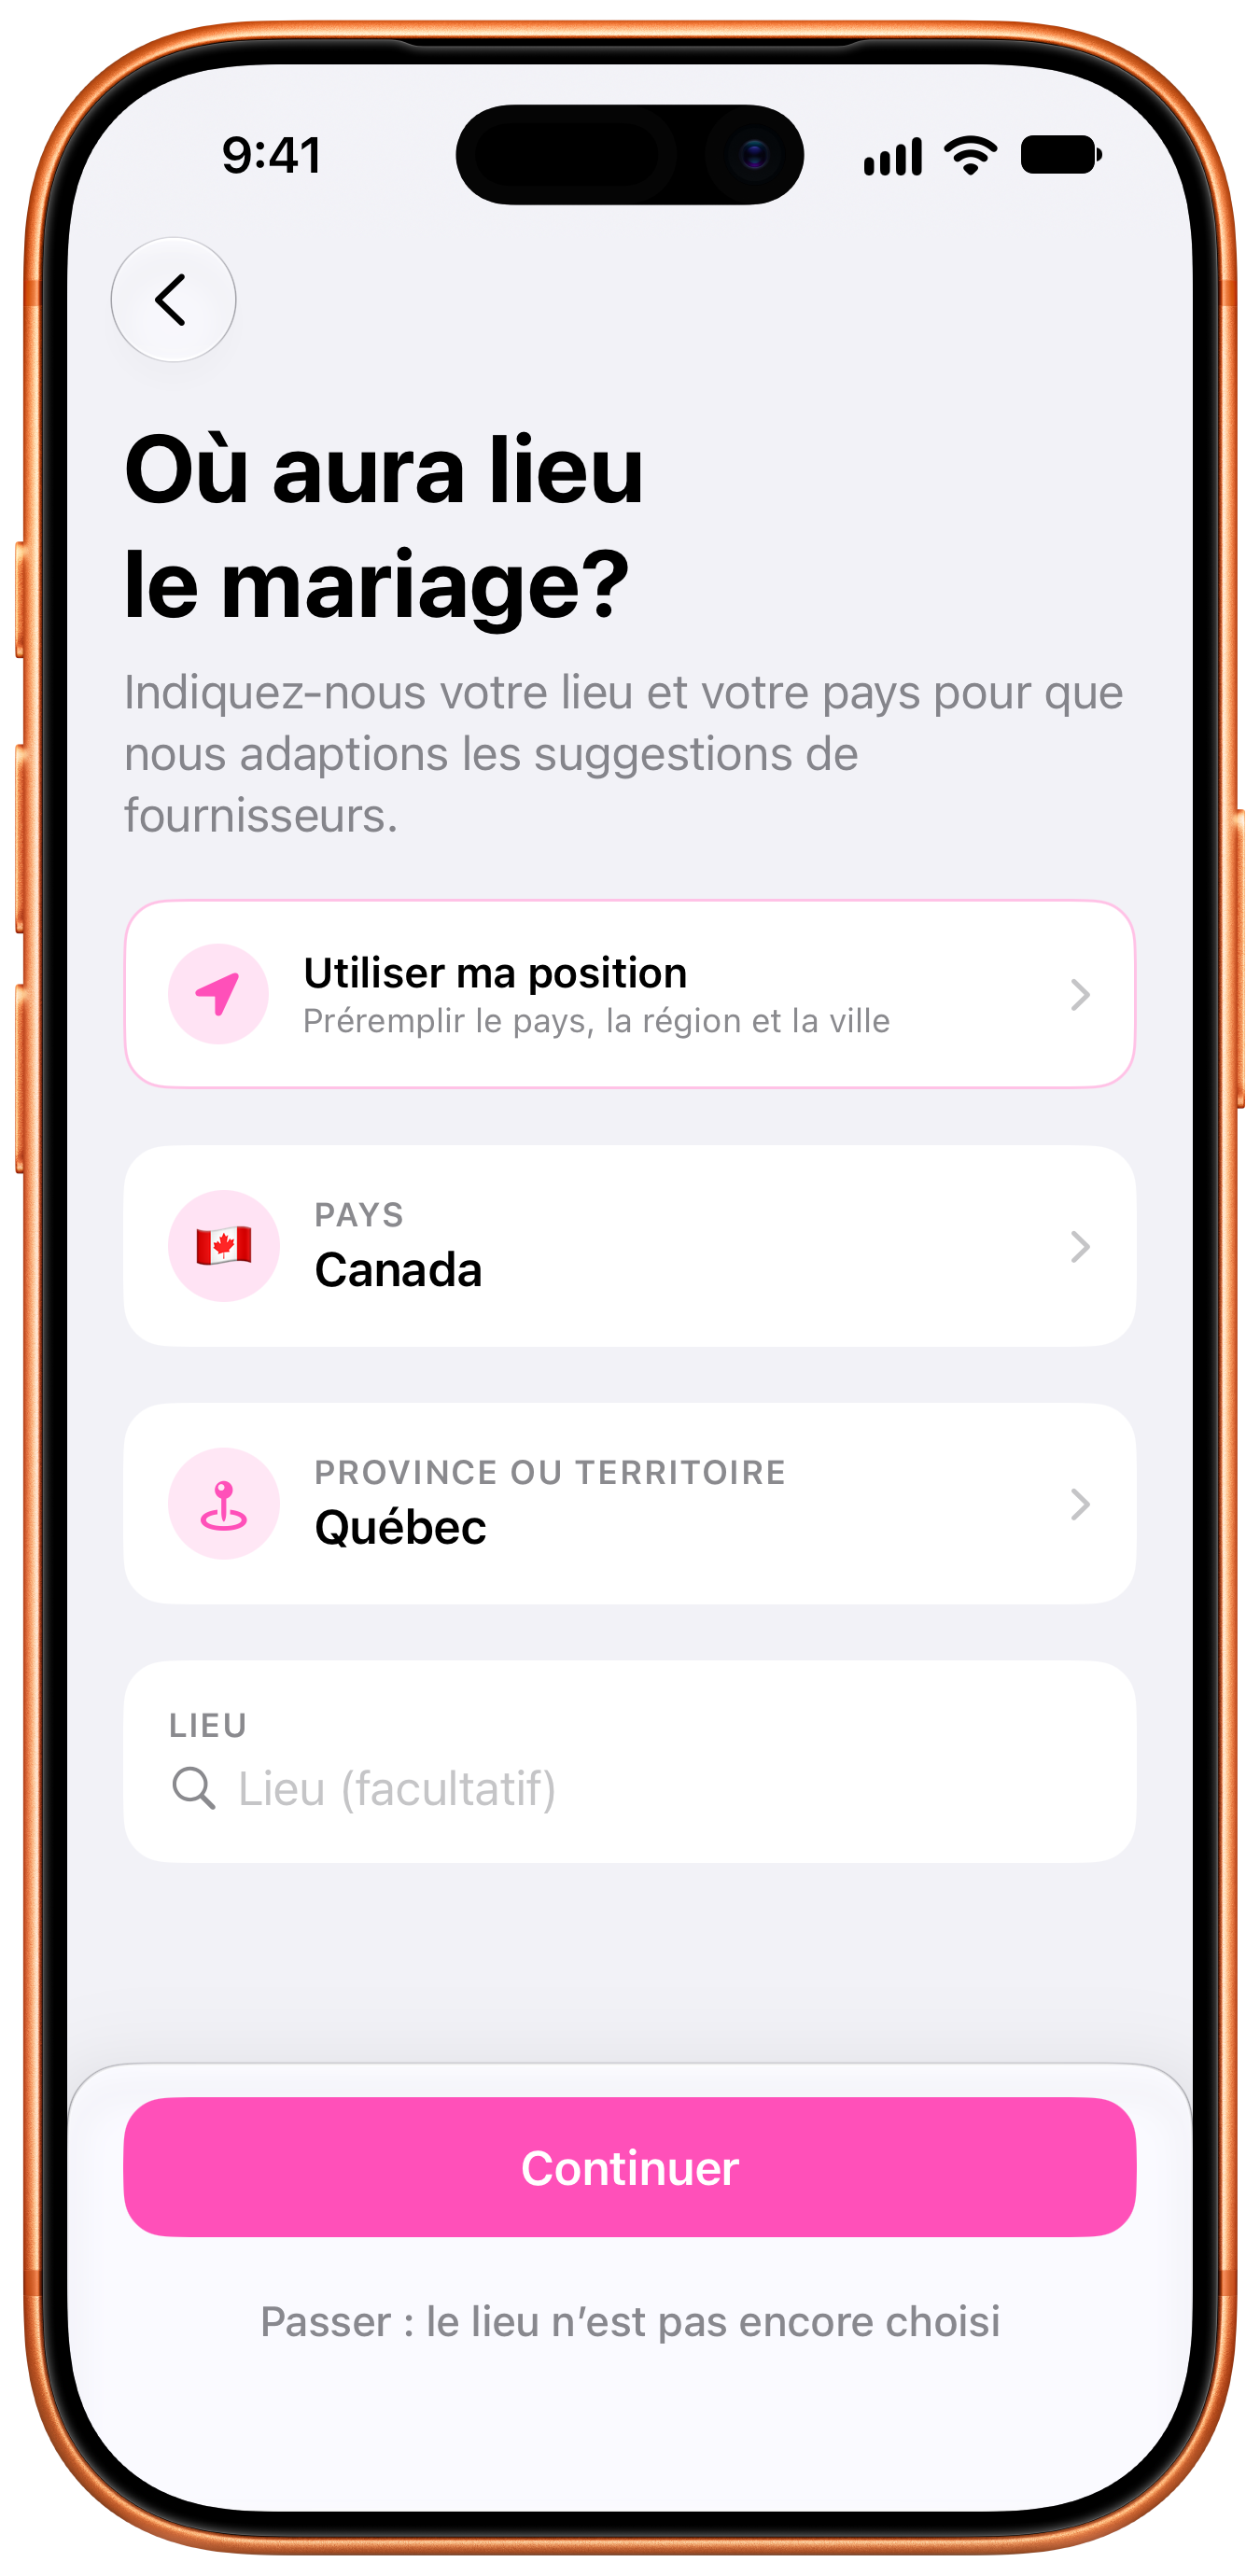 9:41
Où aura lieu
le mariage?
Indiquez-nous votre lieu et votre pays pour que
nous adaptions les suggestions de
fournisseurs.
Utiliser ma position
Préremplir le pays, la région et la ville
PAYS
Canada
PROVINCE OU TERRITOIRE
Québec
LIEU
Lieu (facultatif)
Continuer
Passer : le lieu n’est pas encore choisi